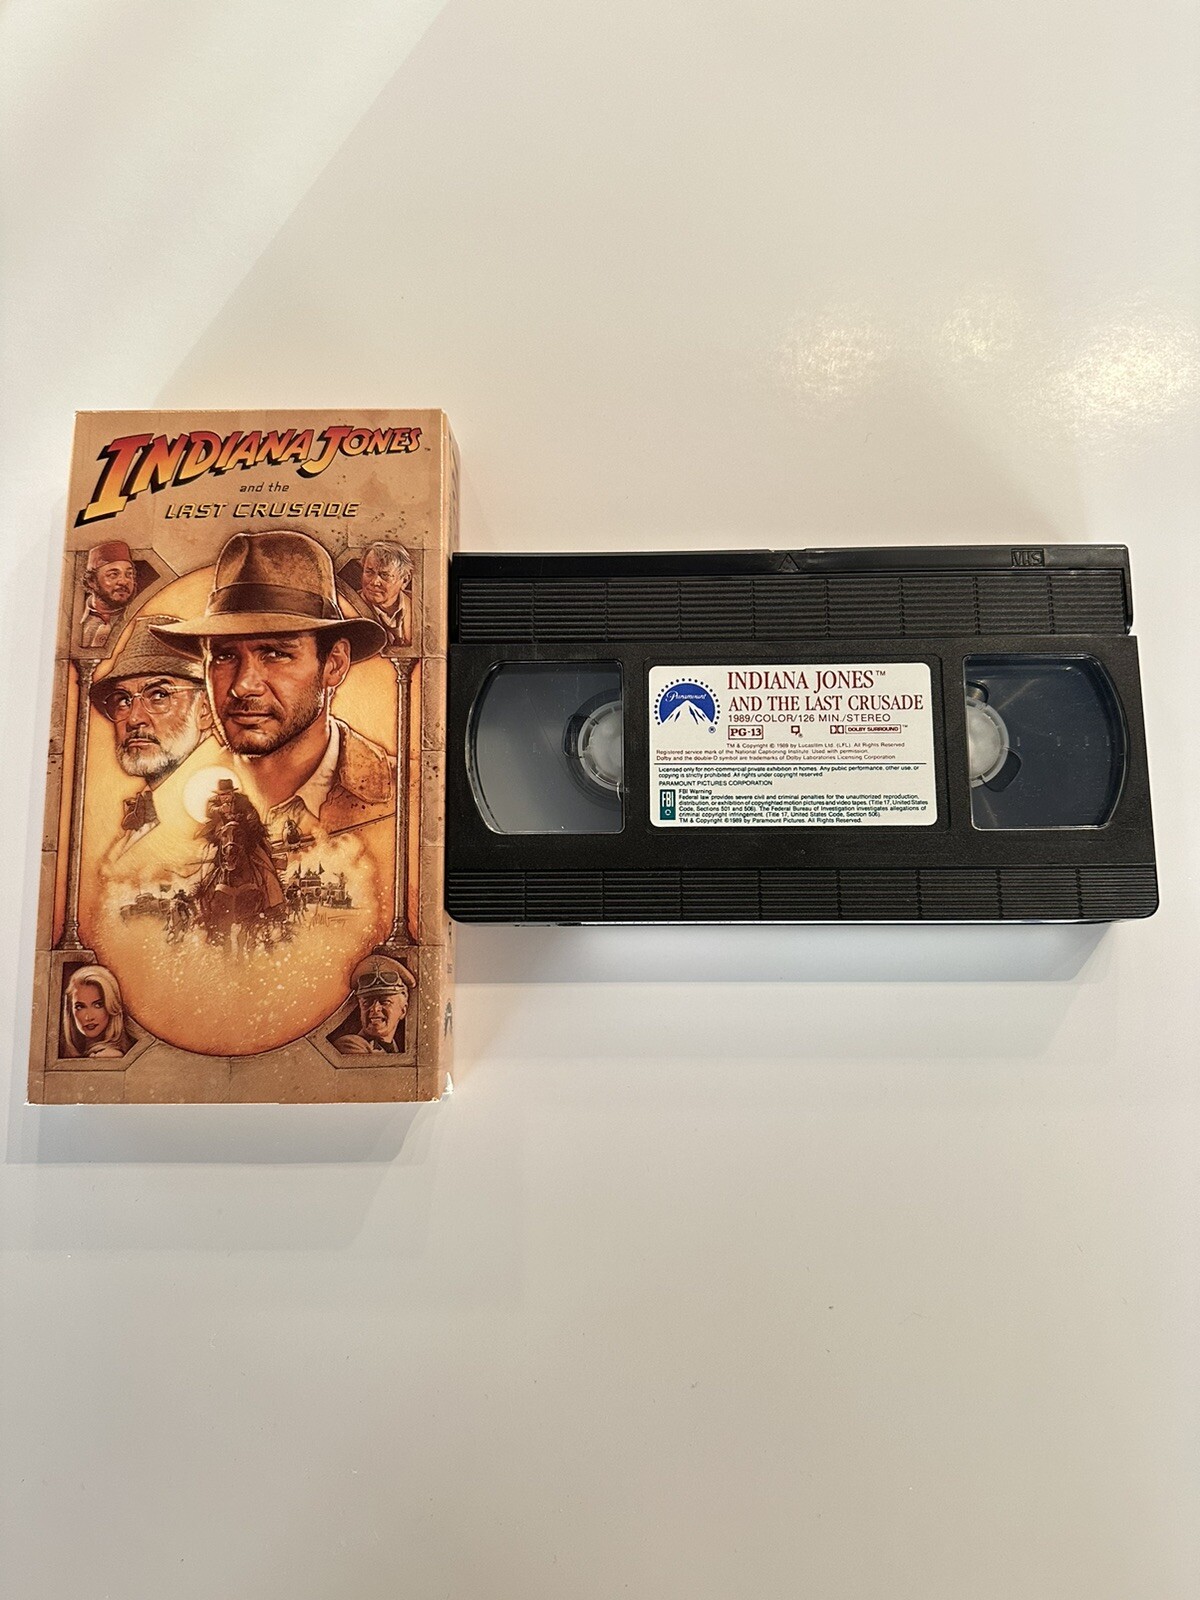 INDIANA JONES
and the
LAST CRUSADE
VHS
Paramount
®
INDIANA JONES™
AND THE LAST CRUSADE
1989/COLOR/126 MIN./STEREO
PG-13
DOLBY SURROUND™
TM & Copyright © 1989 by Lucasfilm Ltd. (LFL). All Rights Reserved
Registered service mark of the National Captioning Institute. Used with permission.
Dolby and the double-D symbol are trademarks of Dolby Laboratories Licensing Corporation
Licensed only for non-commercial private exhibition in homes. Any public performance, other use, or
copying is strictly prohibited. All rights under copyright reserved.
PARAMOUNT PICTURES CORPORATION
FBI
FBI Warning
Federal law provides severe civil and criminal penalties for the unauthorized reproduction,
distribution, or exhibition of copyrighted motion pictures and video tapes. (Title 17, United States
Code, Sections 501 and 506). The Federal Bureau of Investigation investigates allegations of
criminal copyright infringement. (Title 17, United States Code, Section 506).
TM & Copyright ©1989 by Paramount Pictures. All Rights Reserved.